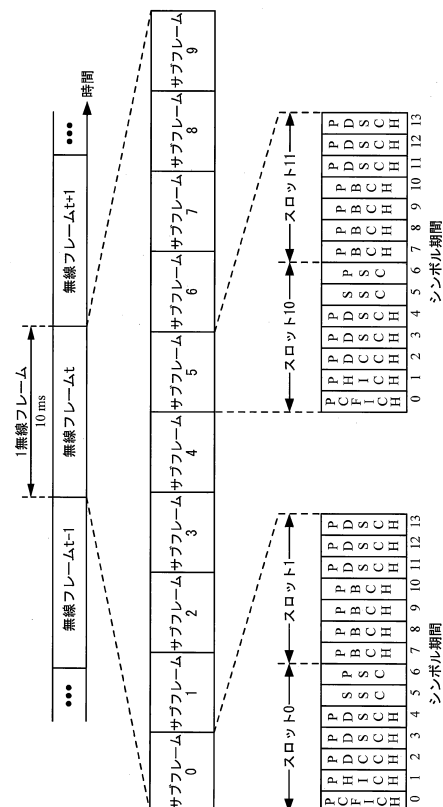 1無線フレーム
10 ms
••• 無線フレームt-1 無線フレームt 無線フレームt+1 •••
時間
サブフレーム0 サブフレーム1 サブフレーム2 サブフレーム3 サブフレーム4 サブフレーム5 サブフレーム6 サブフレーム7 サブフレーム8 サブフレーム9
スロット0 スロット1
PCFICH PHICH PDCCH PDSCH PDSCH SSC PSC PBCH PBCH PBCH PBCH PDSCH PDSCH PDSCH
0 1 2 3 4 5 6 7 8 9 10 11 12 13
シンボル期間
スロット10 スロット11
PCFICH PHICH PDCCH PDSCH PDSCH SSC PSC PBCH PBCH PBCH PBCH PDSCH PDSCH PDSCH
0 1 2 3 4 5 6 7 8 9 10 11 12 13
シンボル期間